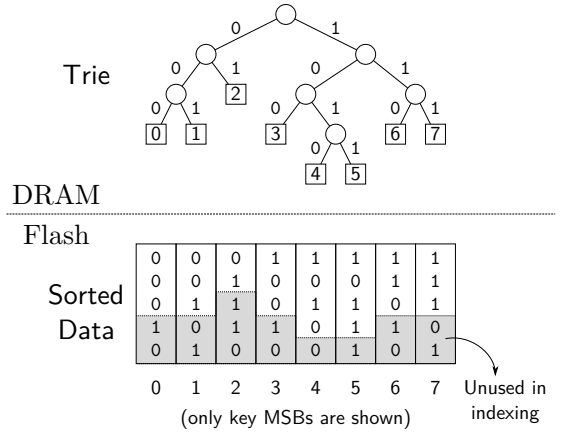 0 1
Trie
0 1 0 1
2
0 1 0 1 0 1
0 1 3 0 1 6 7
4 5
DRAM
Flash
0 0 0 1 1 1 1 1
0 0 1 0 0 0 1 1
Sorted
0 1 1 0 1 1 0 1
Data
1 0 1 1 0 1 1 0
0 1 0 0 0 1 0 1
0 1 2 3 4 5 6 7
Unused in
indexing
(only key MSBs are shown)